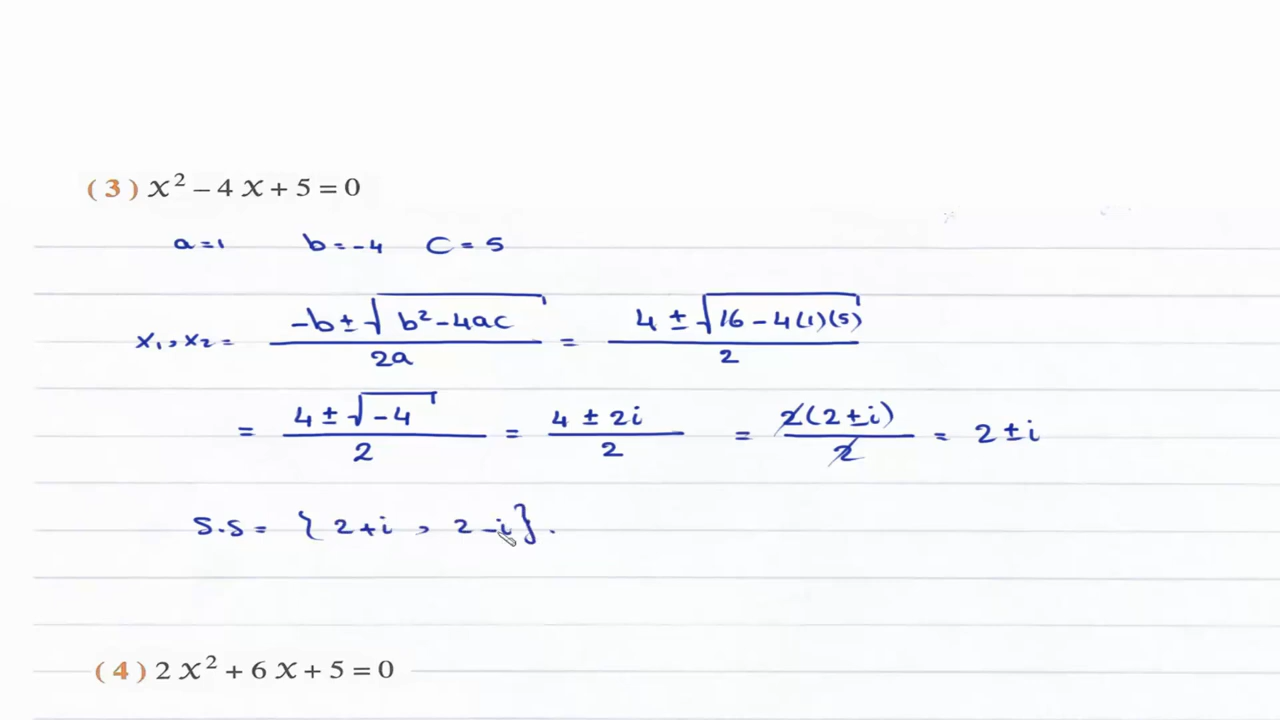 (3) x² − 4x + 5 = 0
a=1 b=-4 C=5
x₁,x₂= (-b±√(b²-4ac))/(2a) = (4±√(16-4(1)(5)))/2
= (4±√(-4))/2 = (4±2i)/2 = (2(2±i))/2 = 2±i
S.S= {2+i , 2-i}.
(4) 2x² + 6x + 5 = 0